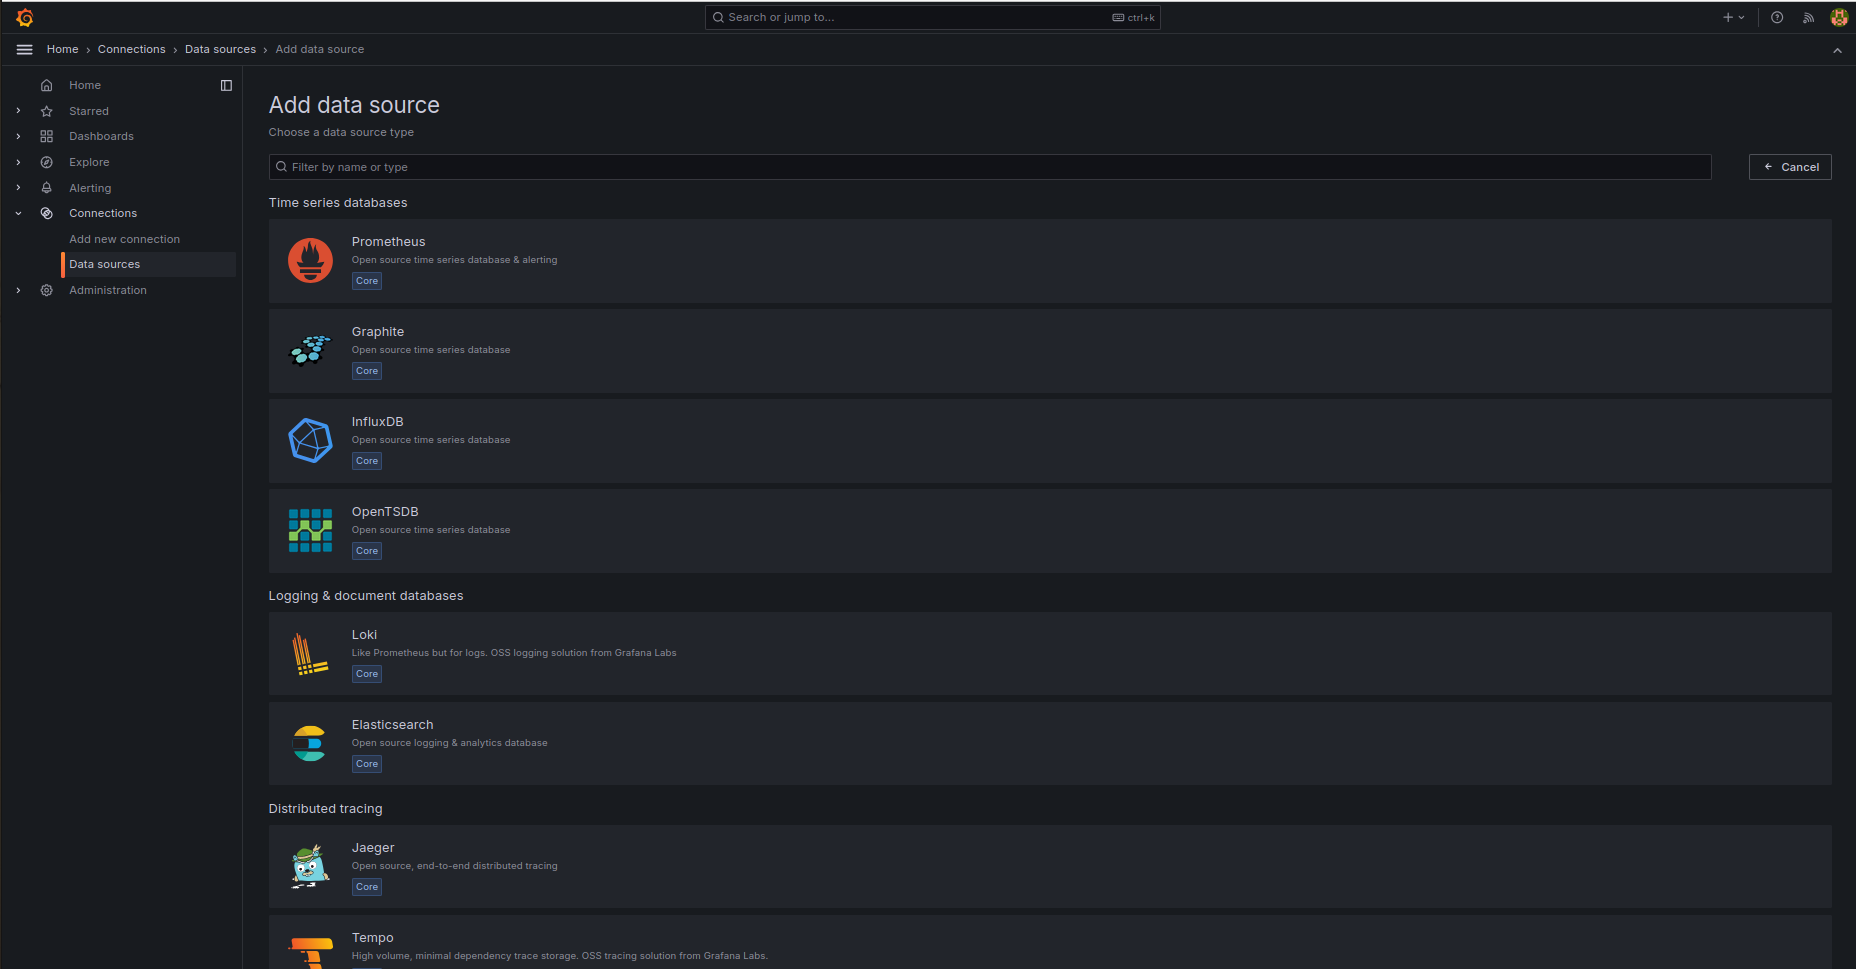 Search or jump to...
ctrl+k
Home › Connections › Data sources › Add data source
Home
Starred
Dashboards
Explore
Alerting
Connections
Add new connection
Data sources
Administration
Add data source
Choose a data source type
Filter by name or type
Cancel
Time series databases
Prometheus
Open source time series database & alerting
Core
Graphite
Open source time series database
Core
InfluxDB
Open source time series database
Core
OpenTSDB
Open source time series database
Core
Logging & document databases
Loki
Like Prometheus but for logs. OSS logging solution from Grafana Labs
Core
Elasticsearch
Open source logging & analytics database
Core
Distributed tracing
Jaeger
Open source, end-to-end distributed tracing
Core
Tempo
High volume, minimal dependency trace storage. OSS tracing solution from Grafana Labs.